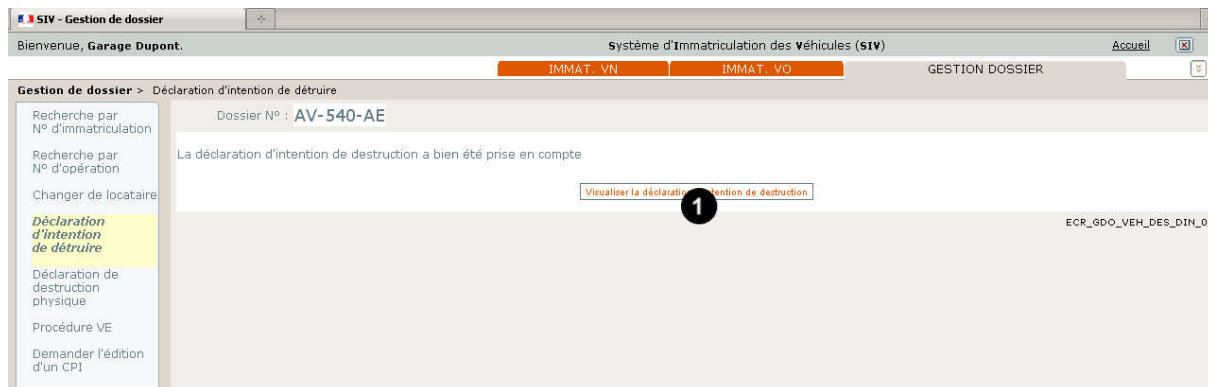 SIV - Gestion de dossier
Bienvenue, Garage Dupont.
Système d'Immatriculation des Véhicules (SIV)
Accueil
IMMAT. VN
IMMAT. VO
GESTION DOSSIER
Gestion de dossier > Déclaration d'intention de détruire
Recherche par
N° d'immatriculation
Recherche par
N° d'opération
Changer de locataire
Déclaration
d'intention
de détruire
Déclaration de
destruction
physique
Procédure VE
Demander l'édition
d'un CPI
Dossier N° : AV-540-AE
La déclaration d'intention de destruction a bien été prise en compte
Visualiser la déclaration d'intention de destruction
1
ECR_GDO_VEH_DES_DIN_0